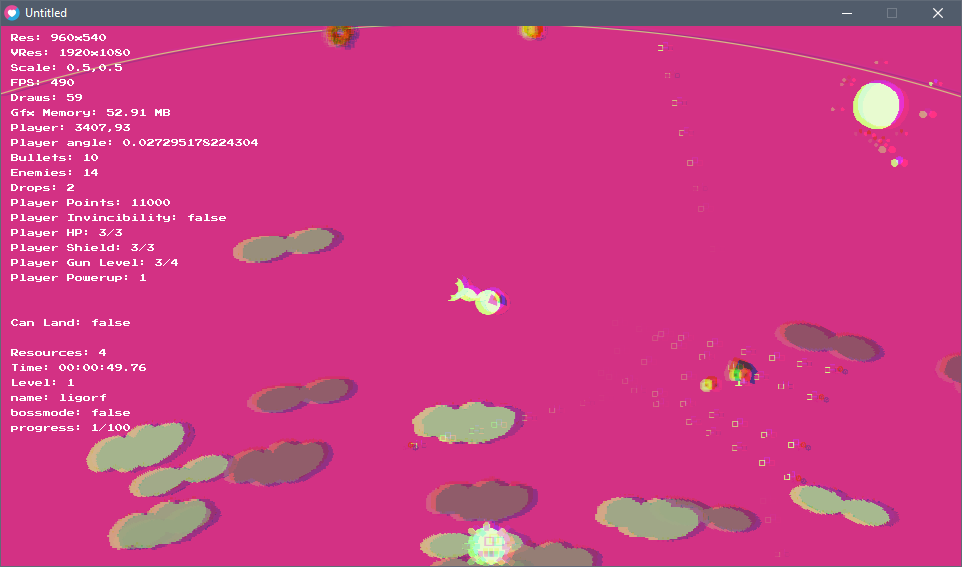 Untitled
Res: 960x540
VRes: 1920x1080
Scale: 0.5,0.5
FPS: 490
Draws: 59
Gfx Memory: 52.91 MB
Player: 3407,93
Player angle: 0.027295178224304
Bullets: 10
Enemies: 14
Drops: 2
Player Points: 11000
Player Invincibility: false
Player HP: 3/3
Player Shield: 3/3
Player Gun Level: 3/4
Player Powerup: 1
Can Land: false
Resources: 4
Time: 00:00:49.76
Level: 1
name: ligorf
bossmode: false
progress: 1/100